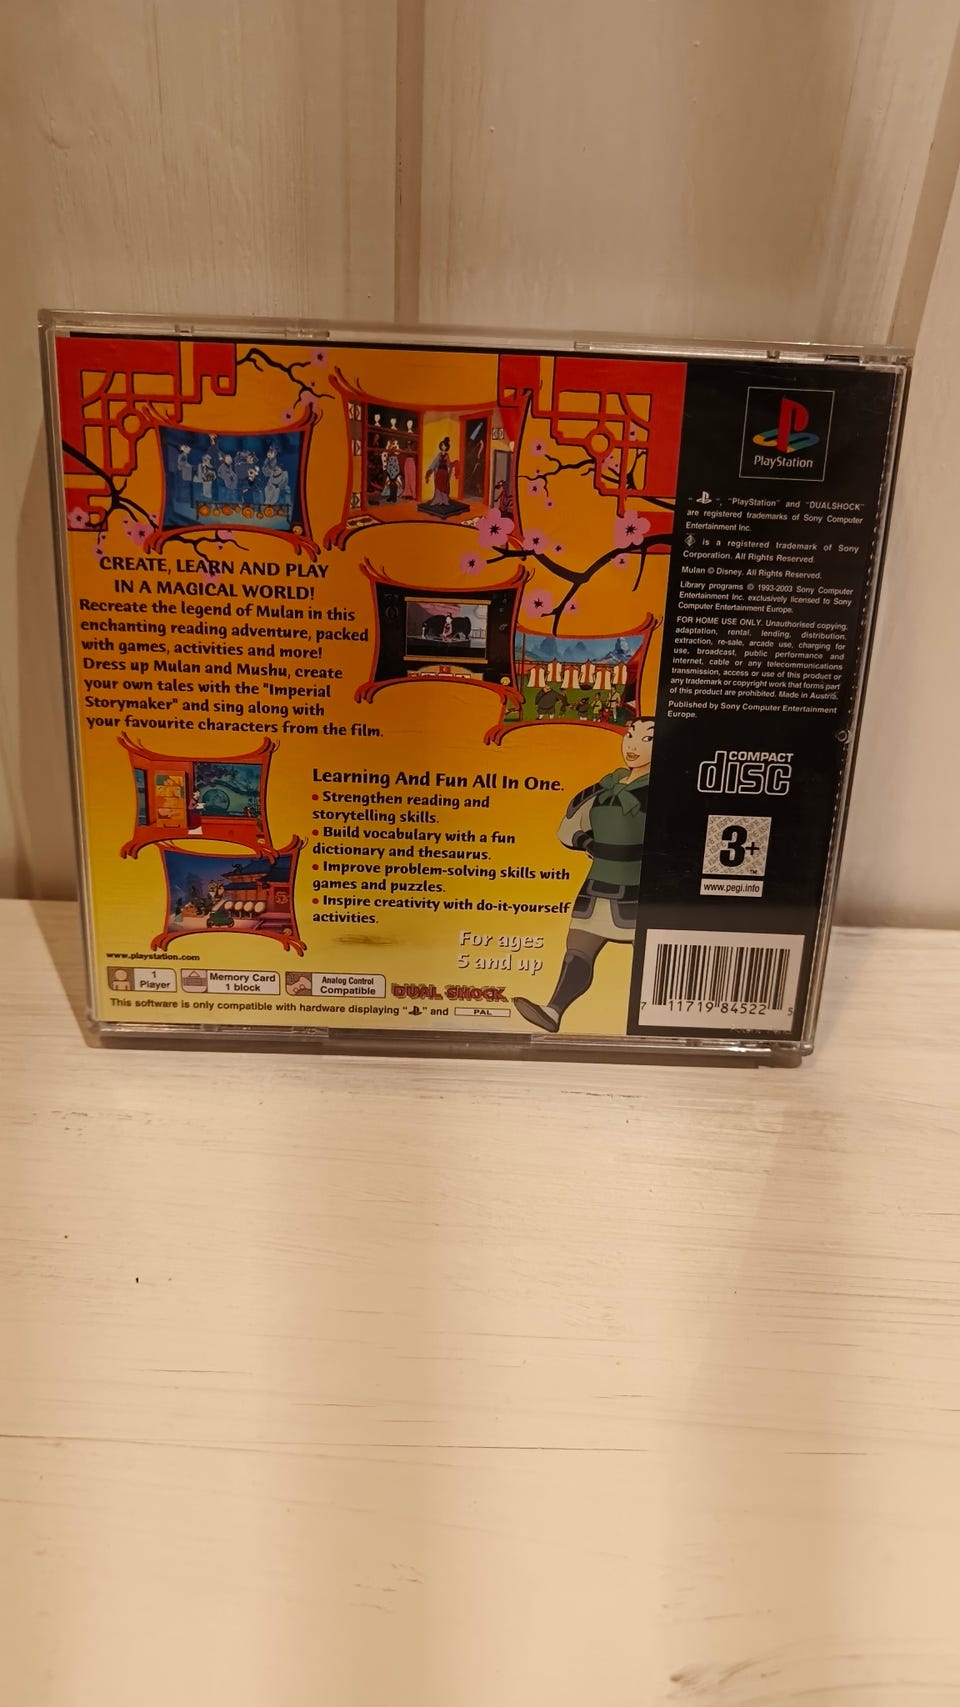 CREATE, LEARN AND PLAY
IN A MAGICAL WORLD!
Recreate the legend of Mulan in this
enchanting reading adventure, packed
with games, activities and more!
Dress up Mulan and Mushu, create
your own tales with the "Imperial
Storymaker" and sing along with
your favourite characters from the film.
Learning And Fun All In One.
• Strengthen reading and
storytelling skills.
• Build vocabulary with a fun
dictionary and thesaurus.
• Improve problem-solving skills with
games and puzzles.
• Inspire creativity with do-it-yourself
activities.
For ages
5 and up
www.playstation.com
1
Player
Memory Card
1 block
Analog Control
Compatible
DUAL SHOCK
This software is only compatible with hardware displaying " " and PAL
PlayStation
" ", "PlayStation" and "DUALSHOCK"
are registered trademarks of Sony Computer
Entertainment Inc.
is a registered trademark of Sony
Corporation. All Rights Reserved.
Mulan © Disney. All Rights Reserved.
Library programs © 1993-2003 Sony Computer
Entertainment Inc. exclusively licensed to Sony
Computer Entertainment Europe.
FOR HOME USE ONLY. Unauthorised copying,
adaptation, rental, lending, distribution,
extraction, re-sale, arcade use, charging for
use, broadcast, public performance and
internet, cable or any telecommunications
transmission, access or use of this product or
any trademark or copyright work that forms part
of this product are prohibited. Made in Austria.
Published by Sony Computer Entertainment
Europe.
COMPACT
disc
3+
TM
www.pegi.info
7 11719 84522 5